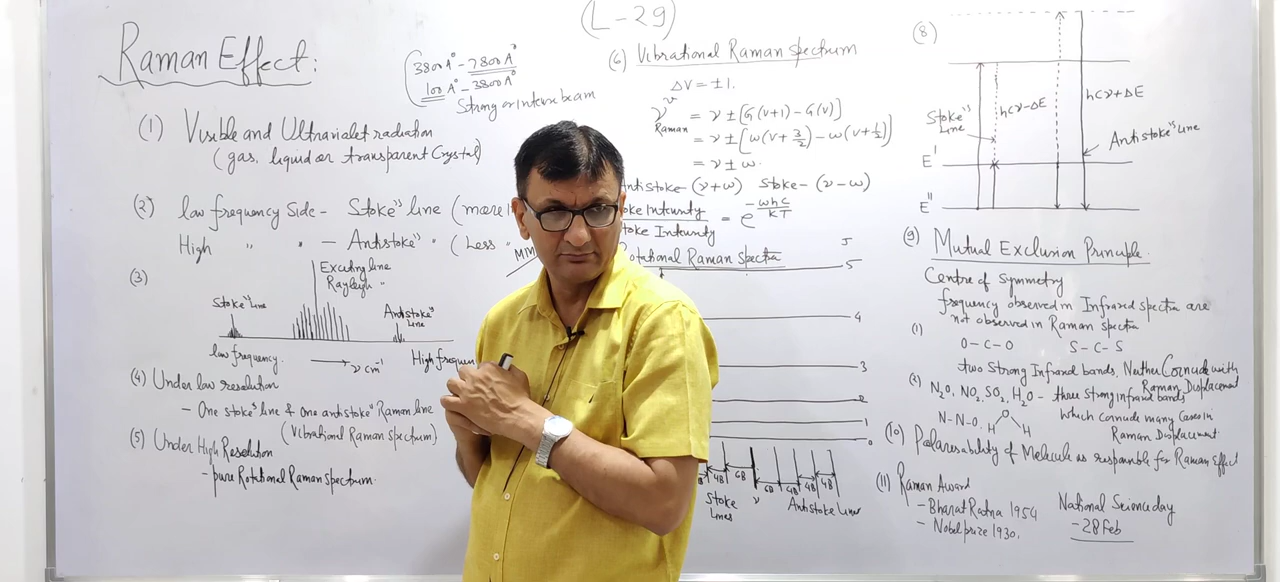 (L-29)
Raman Effect:
3800 A° - 7800 A°
100 A° - 3800 A°
Strong or intense beam
(1) Visible and Ultraviolet radiation
(gas, liquid or transparent Crystal)
(2) low frequency Side - Stoke's line (more
High " " - Antistoke's " (Less "
(3)
Exciting line
Rayleigh "
Stoke's Line
Antistoke's
Line
low frequency.
→ ν cm⁻¹
High frequen
(4) Under low resolution
- One stoke's line & one antistoke's Raman line
(Vibrational Raman Spectrum)
(5) Under High Resolution
- pure Rotational Raman Spectrum.
(6) Vibrational Raman Spectrum
ΔV = ±1.
ν^v Raman = ν ± [G(v+1) - G(v)]
= ν ± [ω(v + 3/2) - ω(v + 1/2)]
= ν ± ω.
Antistoke - (ν+ω) Stoke - (ν-ω)
oke Intensity / toke Intensity = e^(-ωhc/KT)
Rotational Raman Spectra
J
5
4
3
2
1
0
4B 6B 6B 4B 4B
Stoke
lines
ν
Antistoke Lines
(8)
Stoke's
Line
hcν-ΔE
hcν+ΔE
Antistoke's Line
E'
E"
(9) Mutual Exclusion Principle.
Centre of Symmetry
frequency observed in Infrared spectra are
not observed in Raman Spectra
(1) O-C-O S-C-S
two Strong Infrared bands. Neither Coincide with
Raman Displacement
(2) N₂O, NO₂, SO₂, H₂O - three strong infrared bands
Which coincide many Cases in
Raman Displacement.
N-N-O. H O H
(10) Polarisability of Molecule is responsible for Raman Effect
(11) Raman Award
- Bharat Ratna 1954
- Nobel prize 1930.
National Science day
- 28 Feb